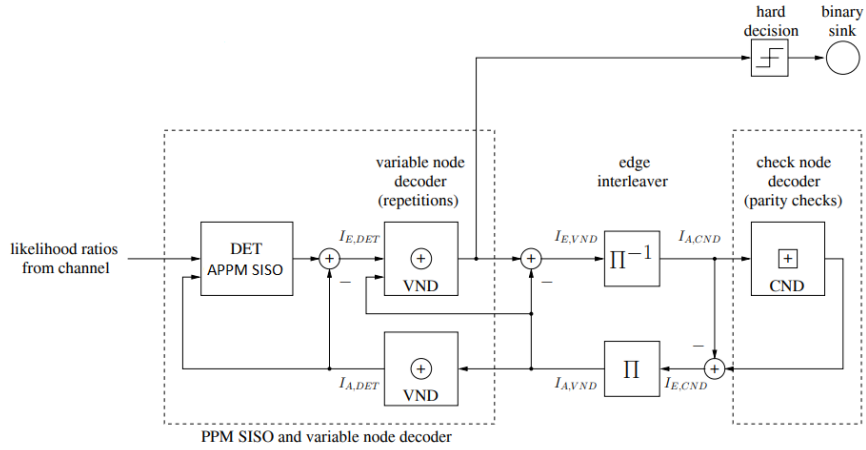 hard
decision
binary
sink
variable node
decoder
(repetitions)
edge
interleaver
check node
decoder
(parity checks)
likelihood ratios
from channel
DET
APPM SISO
I_{E,DET}
+
−
+
VND
+
−
I_{E,VND}
Π^{−1}
I_{A,CND}
+
CND
+
VND
I_{A,DET}
I_{A,VND}
Π
I_{E,CND}
−
+
PPM SISO and variable node decoder